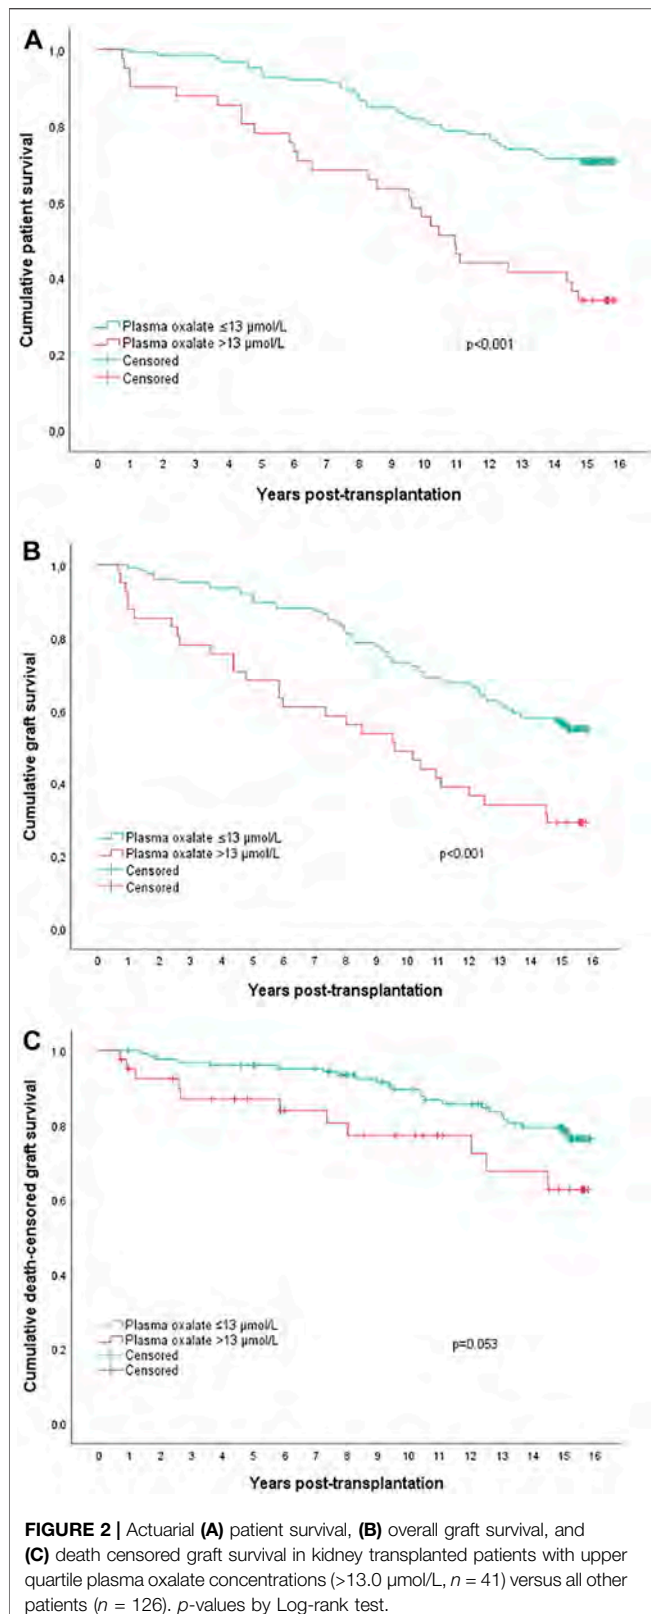 A
Cumulative patient survival
1,0
0,8
0,6
0,4
0,2
0,0
Plasma oxalate ≤13 µmol/L
Plasma oxalate >13 µmol/L
Censored
Censored
p<0.001
0 1 2 3 4 5 6 7 8 9 10 11 12 13 14 15 16
Years post-transplantation
B
Cumulative graft survival
1,0
0,8
0,6
0,4
0,2
0,0
Plasma oxalate ≤13 µmol/L
Plasma oxalate >13 µmol/L
Censored
Censored
p<0.001
0 1 2 3 4 5 6 7 8 9 10 11 12 13 14 15 16
Years post-transplantation
C
Cumulative death-censored graft survival
1.0
0.8
0.6
0.4
0.2
0.0
Plasma oxalate ≤13 µmol/L
Plasma oxalate >13 µmol/L
Censored
Censored
p=0.053
0 1 2 3 4 5 6 7 8 9 10 11 12 13 14 15 16
Years post-transplantation
FIGURE 2 | Actuarial (A) patient survival, (B) overall graft survival, and
(C) death censored graft survival in kidney transplanted patients with upper
quartile plasma oxalate concentrations (>13.0 µmol/L, n = 41) versus all other
patients (n = 126). p-values by Log-rank test.